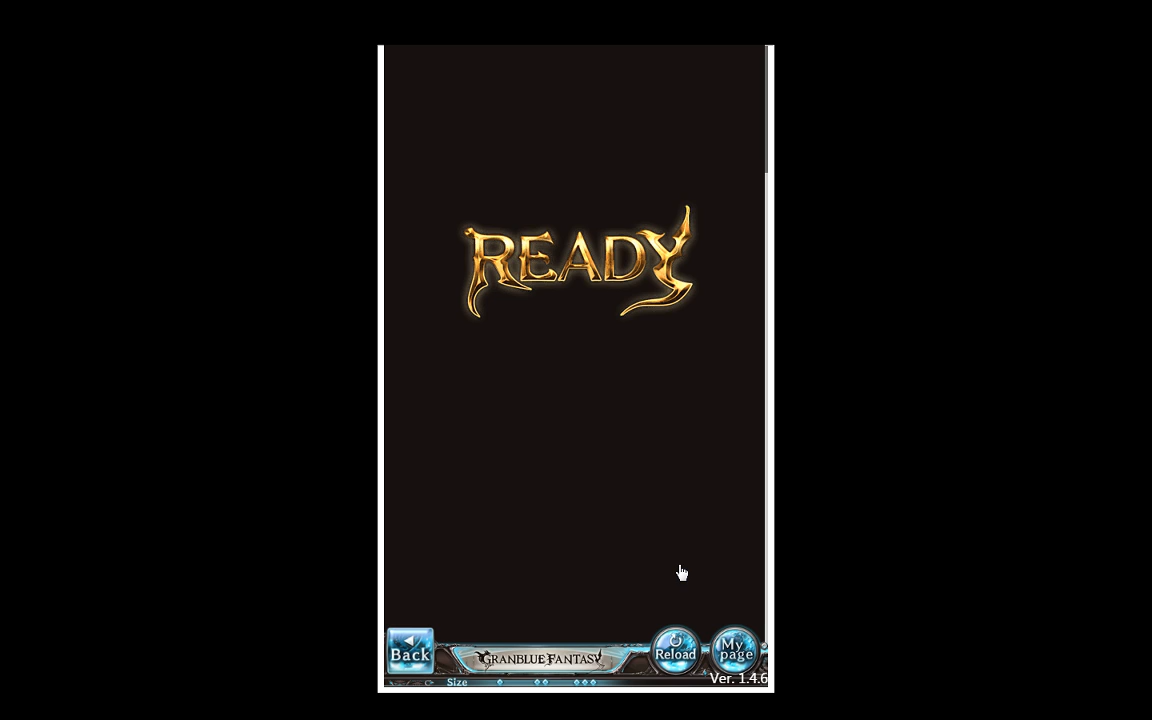 READY
Back
GRANBLUE FANTASY
Reload
My
page
Ver. 1.4.6
Size